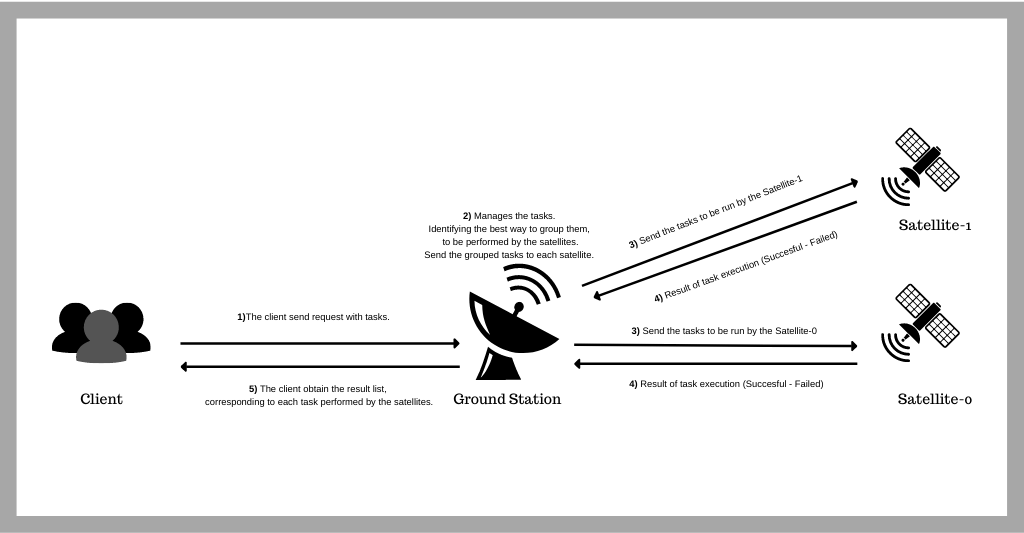 2) Manages the tasks.
Identifying the best way to group them,
to be performed by the satellites.
Send the grouped tasks to each satellite.
3) Send the tasks to be run by the Satellite-1
4) Result of task execution (Succesful - Failed)
Satellite-1
1)The client send request with tasks.
3) Send the tasks to be run by the Satellite-0
5) The client obtain the result list,
corresponding to each task performed by the satellites.
4) Result of task execution (Succesful - Failed)
Client
Ground Station
Satellite-0